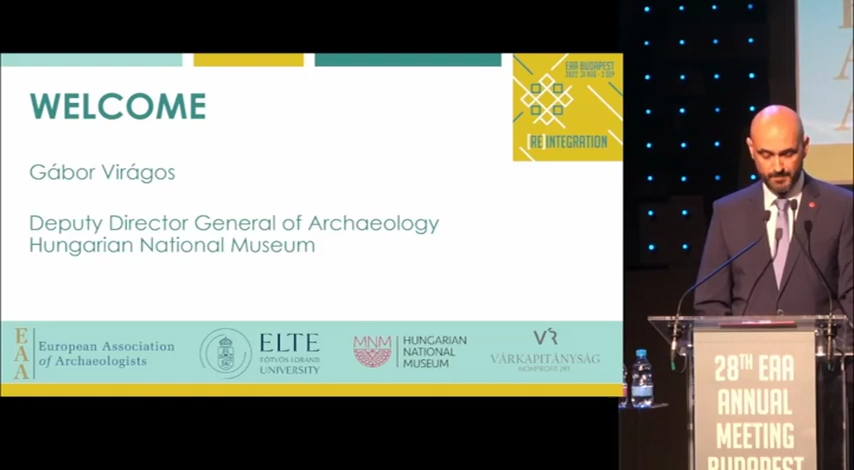 WELCOME
EAA BUDAPEST
2022 31 AUG - 3 SEP
[RE]INTEGRATION
Gábor Virágos
Deputy Director General of Archaeology
Hungarian National Museum
EAA
European Association
of Archaeologists
ELTE
EÖTVÖS LORÁND
UNIVERSITY
MNM
HUNGARIAN
NATIONAL
MUSEUM
VR
VÁRKAPITÁNYSÁG
NONPROFIT ZRT.
28TH EAA
ANNUAL
MEETING
BUDAPEST